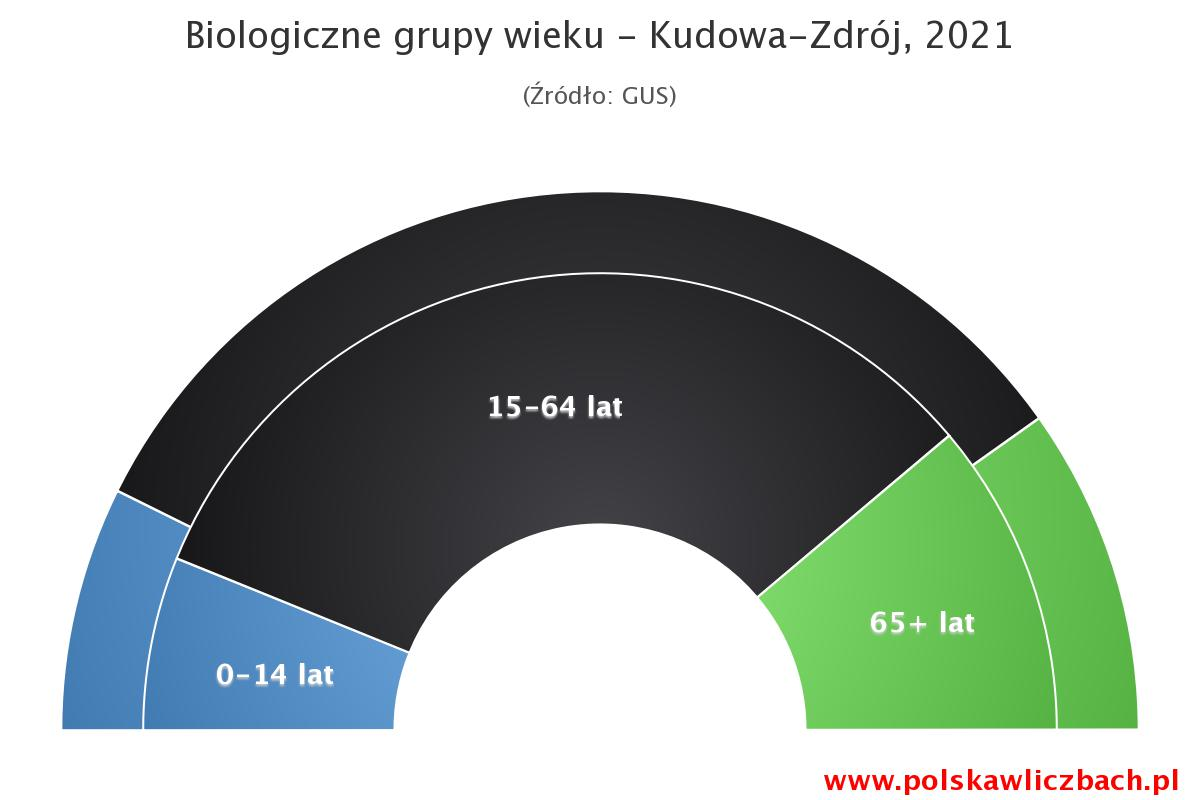 Biologiczne grupy wieku - Kudowa-Zdrój, 2021
(Źródło: GUS)
15-64 lat
65+ lat
0-14 lat
www.polskawliczbach.pl